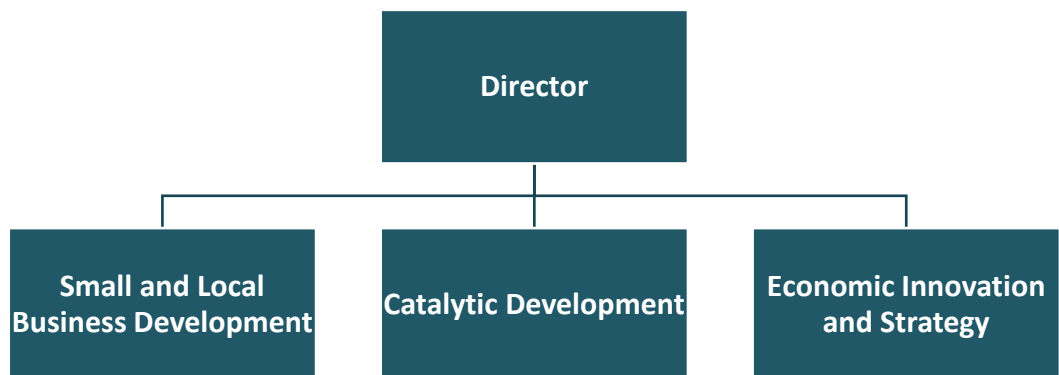 Director
Small and Local
Business Development
Catalytic Development
Economic Innovation
and Strategy